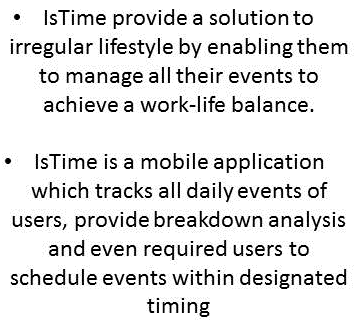 • IsTime provide a solution to
irregular lifestyle by enabling them
to manage all their events to
achieve a work-life balance.
• IsTime is a mobile application
which tracks all daily events of
users, provide breakdown analysis
and even required users to
schedule events within designated
timing